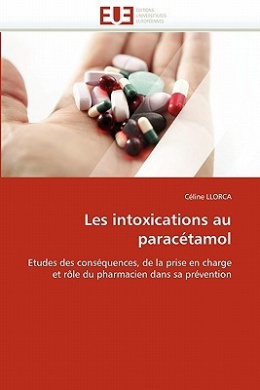 EUE
ÉDITIONS
UNIVERSITAIRES
EUROPÉENNES
Céline LLORCA
Les intoxications au
paracétamol
Etudes des conséquences, de la prise en charge
et rôle du pharmacien dans sa prévention